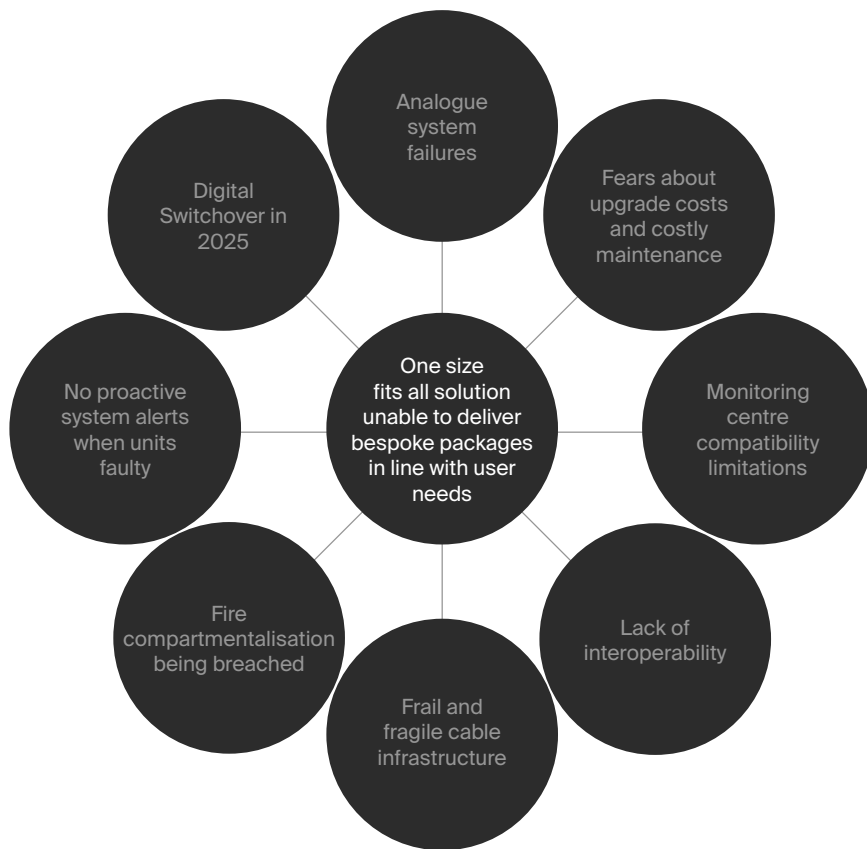 Analogue
system
failures
Fears about
upgrade costs
and costly
maintenance
Digital
Switchover in
2025
One size
fits all solution
unable to deliver
bespoke packages
in line with user
needs
No proactive
system alerts
when units
faulty
Monitoring
centre
compatibility
limitations
Fire
compartmentalisation
being breached
Lack of
interoperability
Frail and
fragile cable
infrastructure